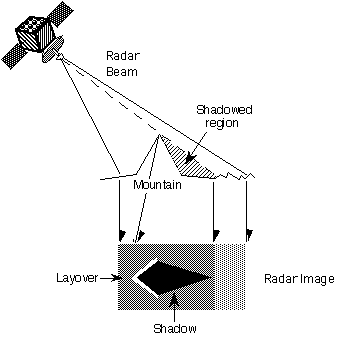 Radar
Beam
Shadowed
region
Mountain
Layover
Radar Image
Shadow